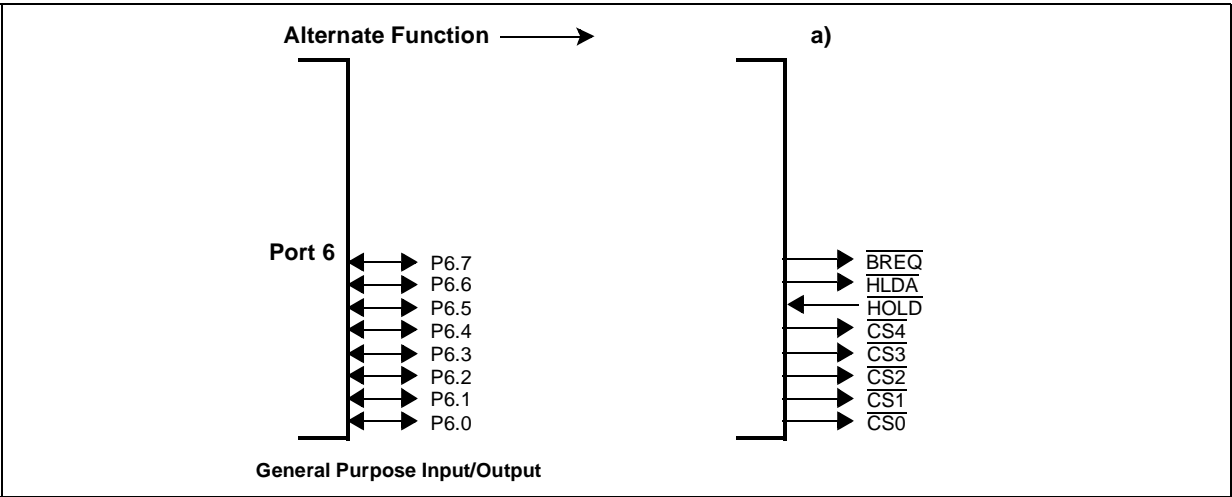 Alternate Function a)
Port 6
P6.7 BREQ
P6.6 HLDA
P6.5 HOLD
P6.4 CS4
P6.3 CS3
P6.2 CS2
P6.1 CS1
P6.0 CS0
General Purpose Input/Output